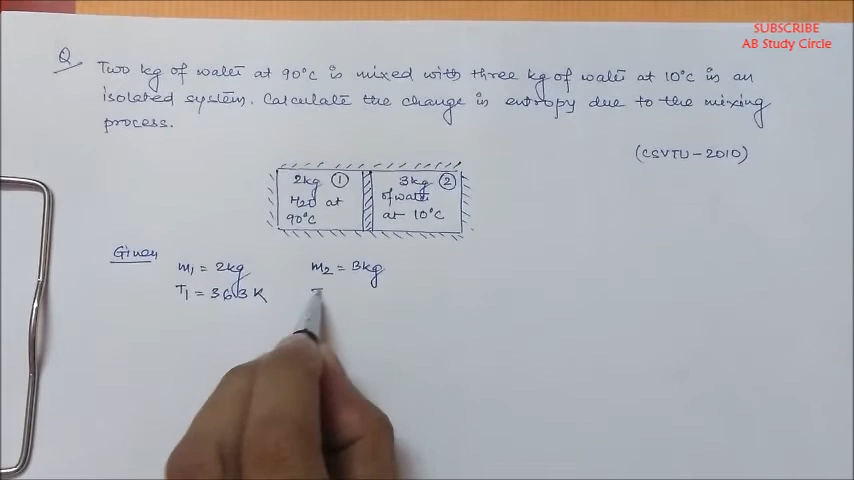 SUBSCRIBE
AB Study Circle
Q Two kg of water at 90°c is mixed with three kg of water at 10°c in an
isolated system. Calculate the change in entropy due to the mixing
process.
(CSVTU-2010)
2kg ①
H₂O at
90°C
3kg ②
of water
at 10°C
Given
m₁ = 2kg m₂ = 3kg
T₁ = 363 K